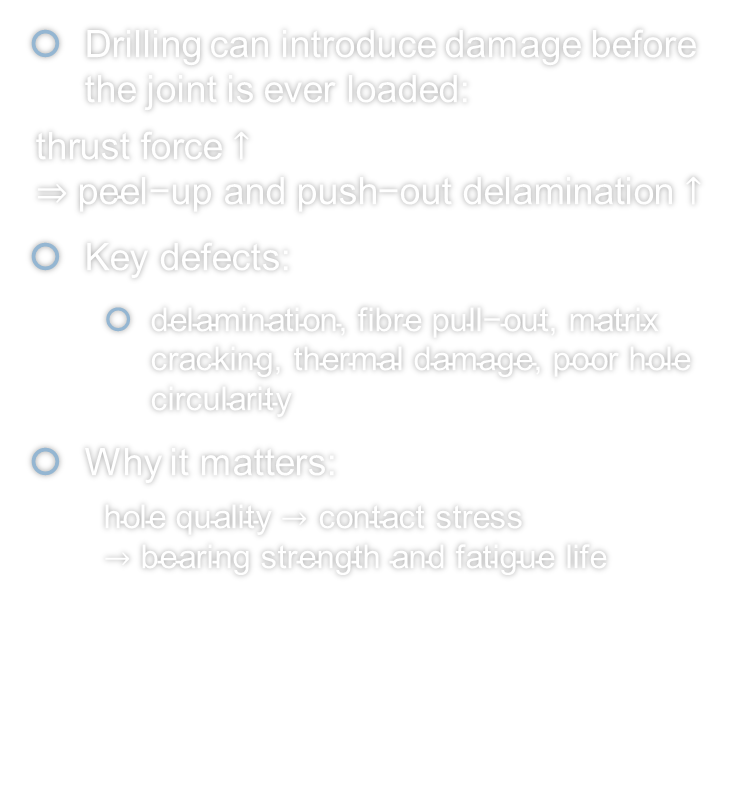 Drilling can introduce damage before
the joint is ever loaded:
thrust force ↑
⇒ peel−up and push−out delamination ↑
Key defects:
delamination, fibre pull−out, matrix
cracking, thermal damage, poor hole
circularity
Why it matters:
hole quality → contact stress
→ bearing strength and fatigue life